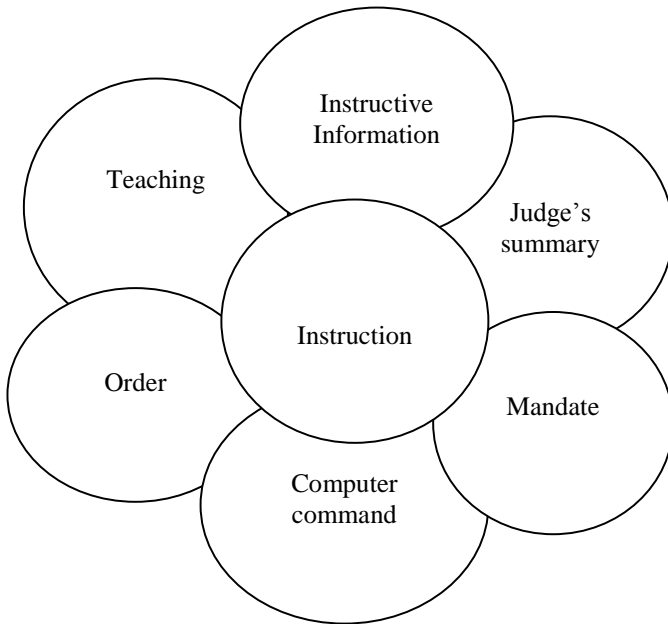 Instructive
Information
Teaching
Judge’s
summary
Instruction
Order
Mandate
Computer
command